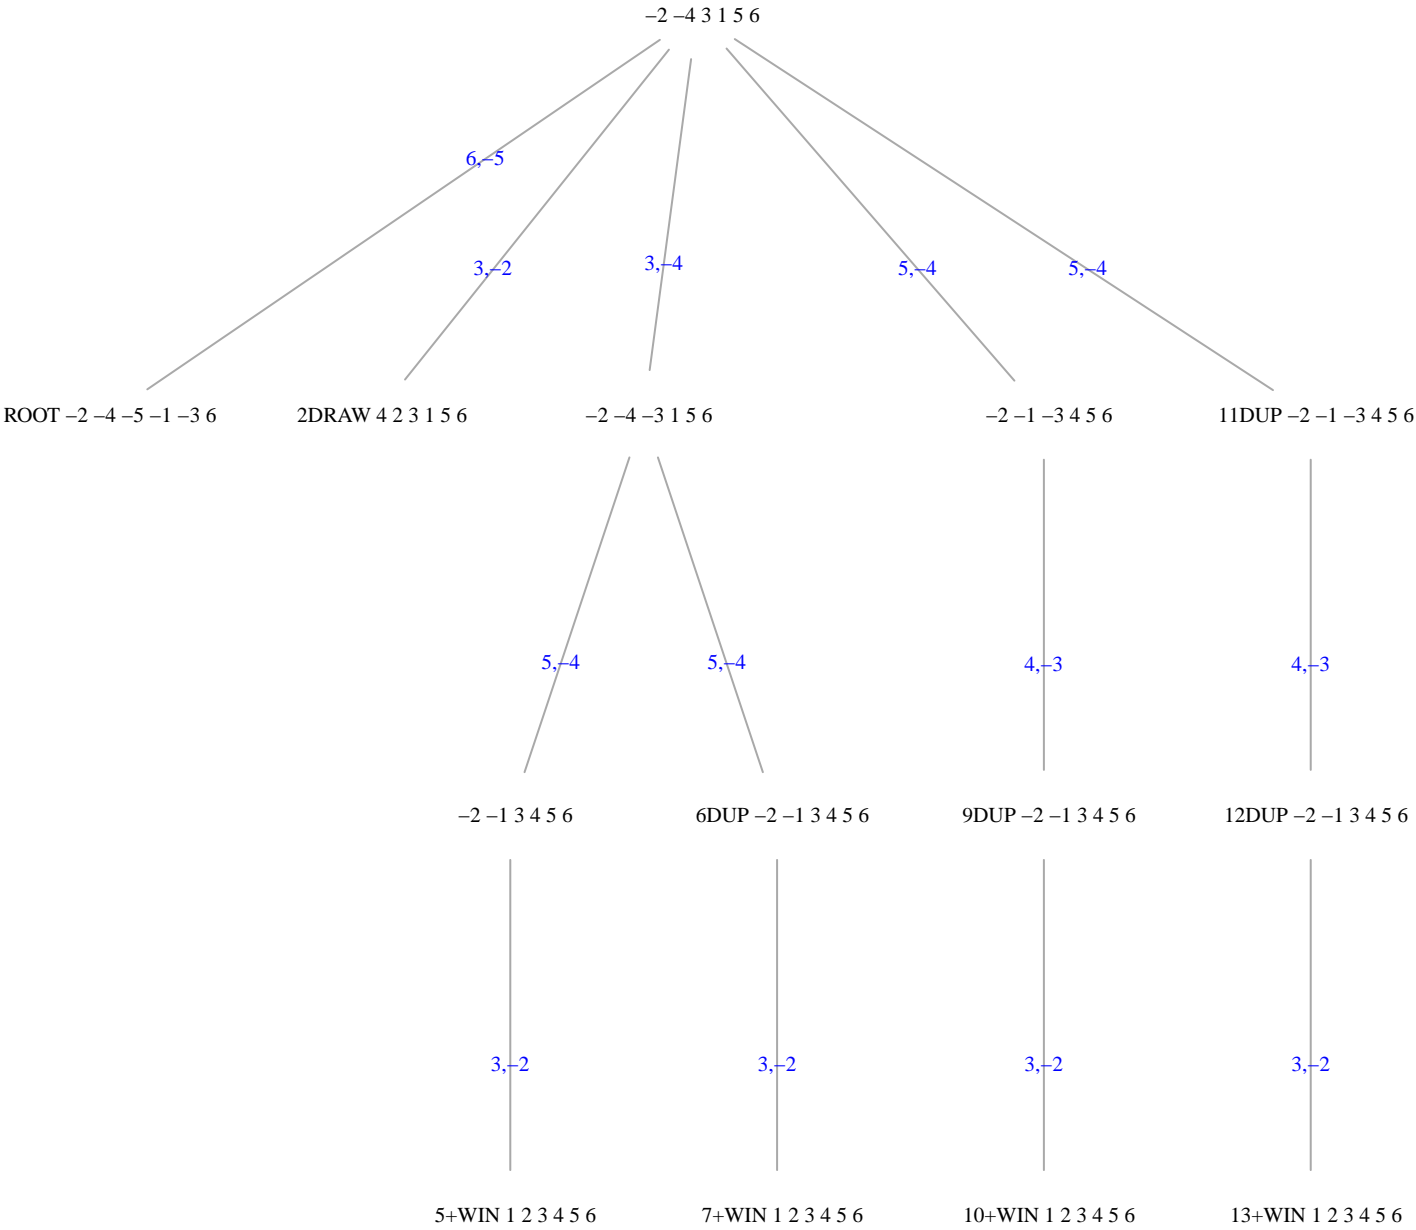 –2 –4 3 1 5 6
6,–5
3,–2
3,–4
5,–4
5,–4
ROOT –2 –4 –5 –1 –3 6
2DRAW 4 2 3 1 5 6
–2 –4 –3 1 5 6
–2 –1 –3 4 5 6
11DUP –2 –1 –3 4 5 6
5,–4
5,–4
4,–3
4,–3
–2 –1 3 4 5 6
6DUP –2 –1 3 4 5 6
9DUP –2 –1 3 4 5 6
12DUP –2 –1 3 4 5 6
3,–2
3,–2
3,–2
3,–2
5+WIN 1 2 3 4 5 6
7+WIN 1 2 3 4 5 6
10+WIN 1 2 3 4 5 6
13+WIN 1 2 3 4 5 6